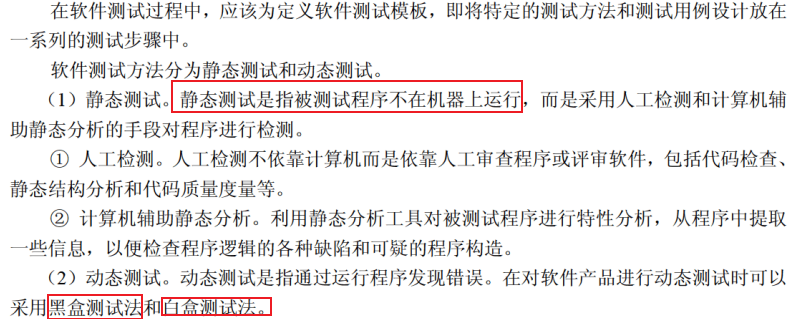 在软件测试过程中，应该为定义软件测试模板，即将特定的测试方法和测试用例设计放在
一系列的测试步骤中。
软件测试方法分为静态测试和动态测试。
（1）静态测试。静态测试是指被测试程序不在机器上运行，而是采用人工检测和计算机辅
助静态分析的手段对程序进行检测。
① 人工检测。人工检测不依靠计算机而是依靠人工审查程序或评审软件，包括代码检查、
静态结构分析和代码质量度量等。
② 计算机辅助静态分析。利用静态分析工具对被测试程序进行特性分析，从程序中提取
一些信息，以便检查程序逻辑的各种缺陷和可疑的程序构造。
（2）动态测试。动态测试是指通过运行程序发现错误。在对软件产品进行动态测试时可以
采用黑盒测试法和白盒测试法。